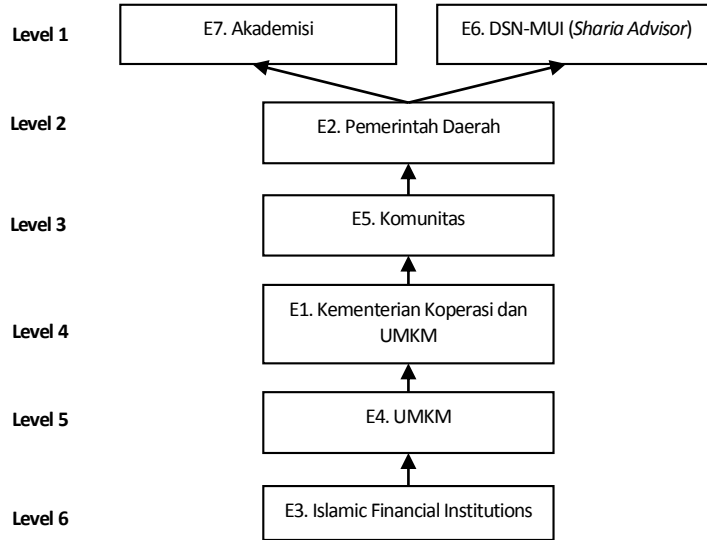 Level 1
E7. Akademisi
E6. DSN-MUI (Sharia Advisor)
Level 2
E2. Pemerintah Daerah
Level 3
E5. Komunitas
Level 4
E1. Kementerian Koperasi dan
UMKM
Level 5
E4. UMKM
Level 6
E3. Islamic Financial Institutions